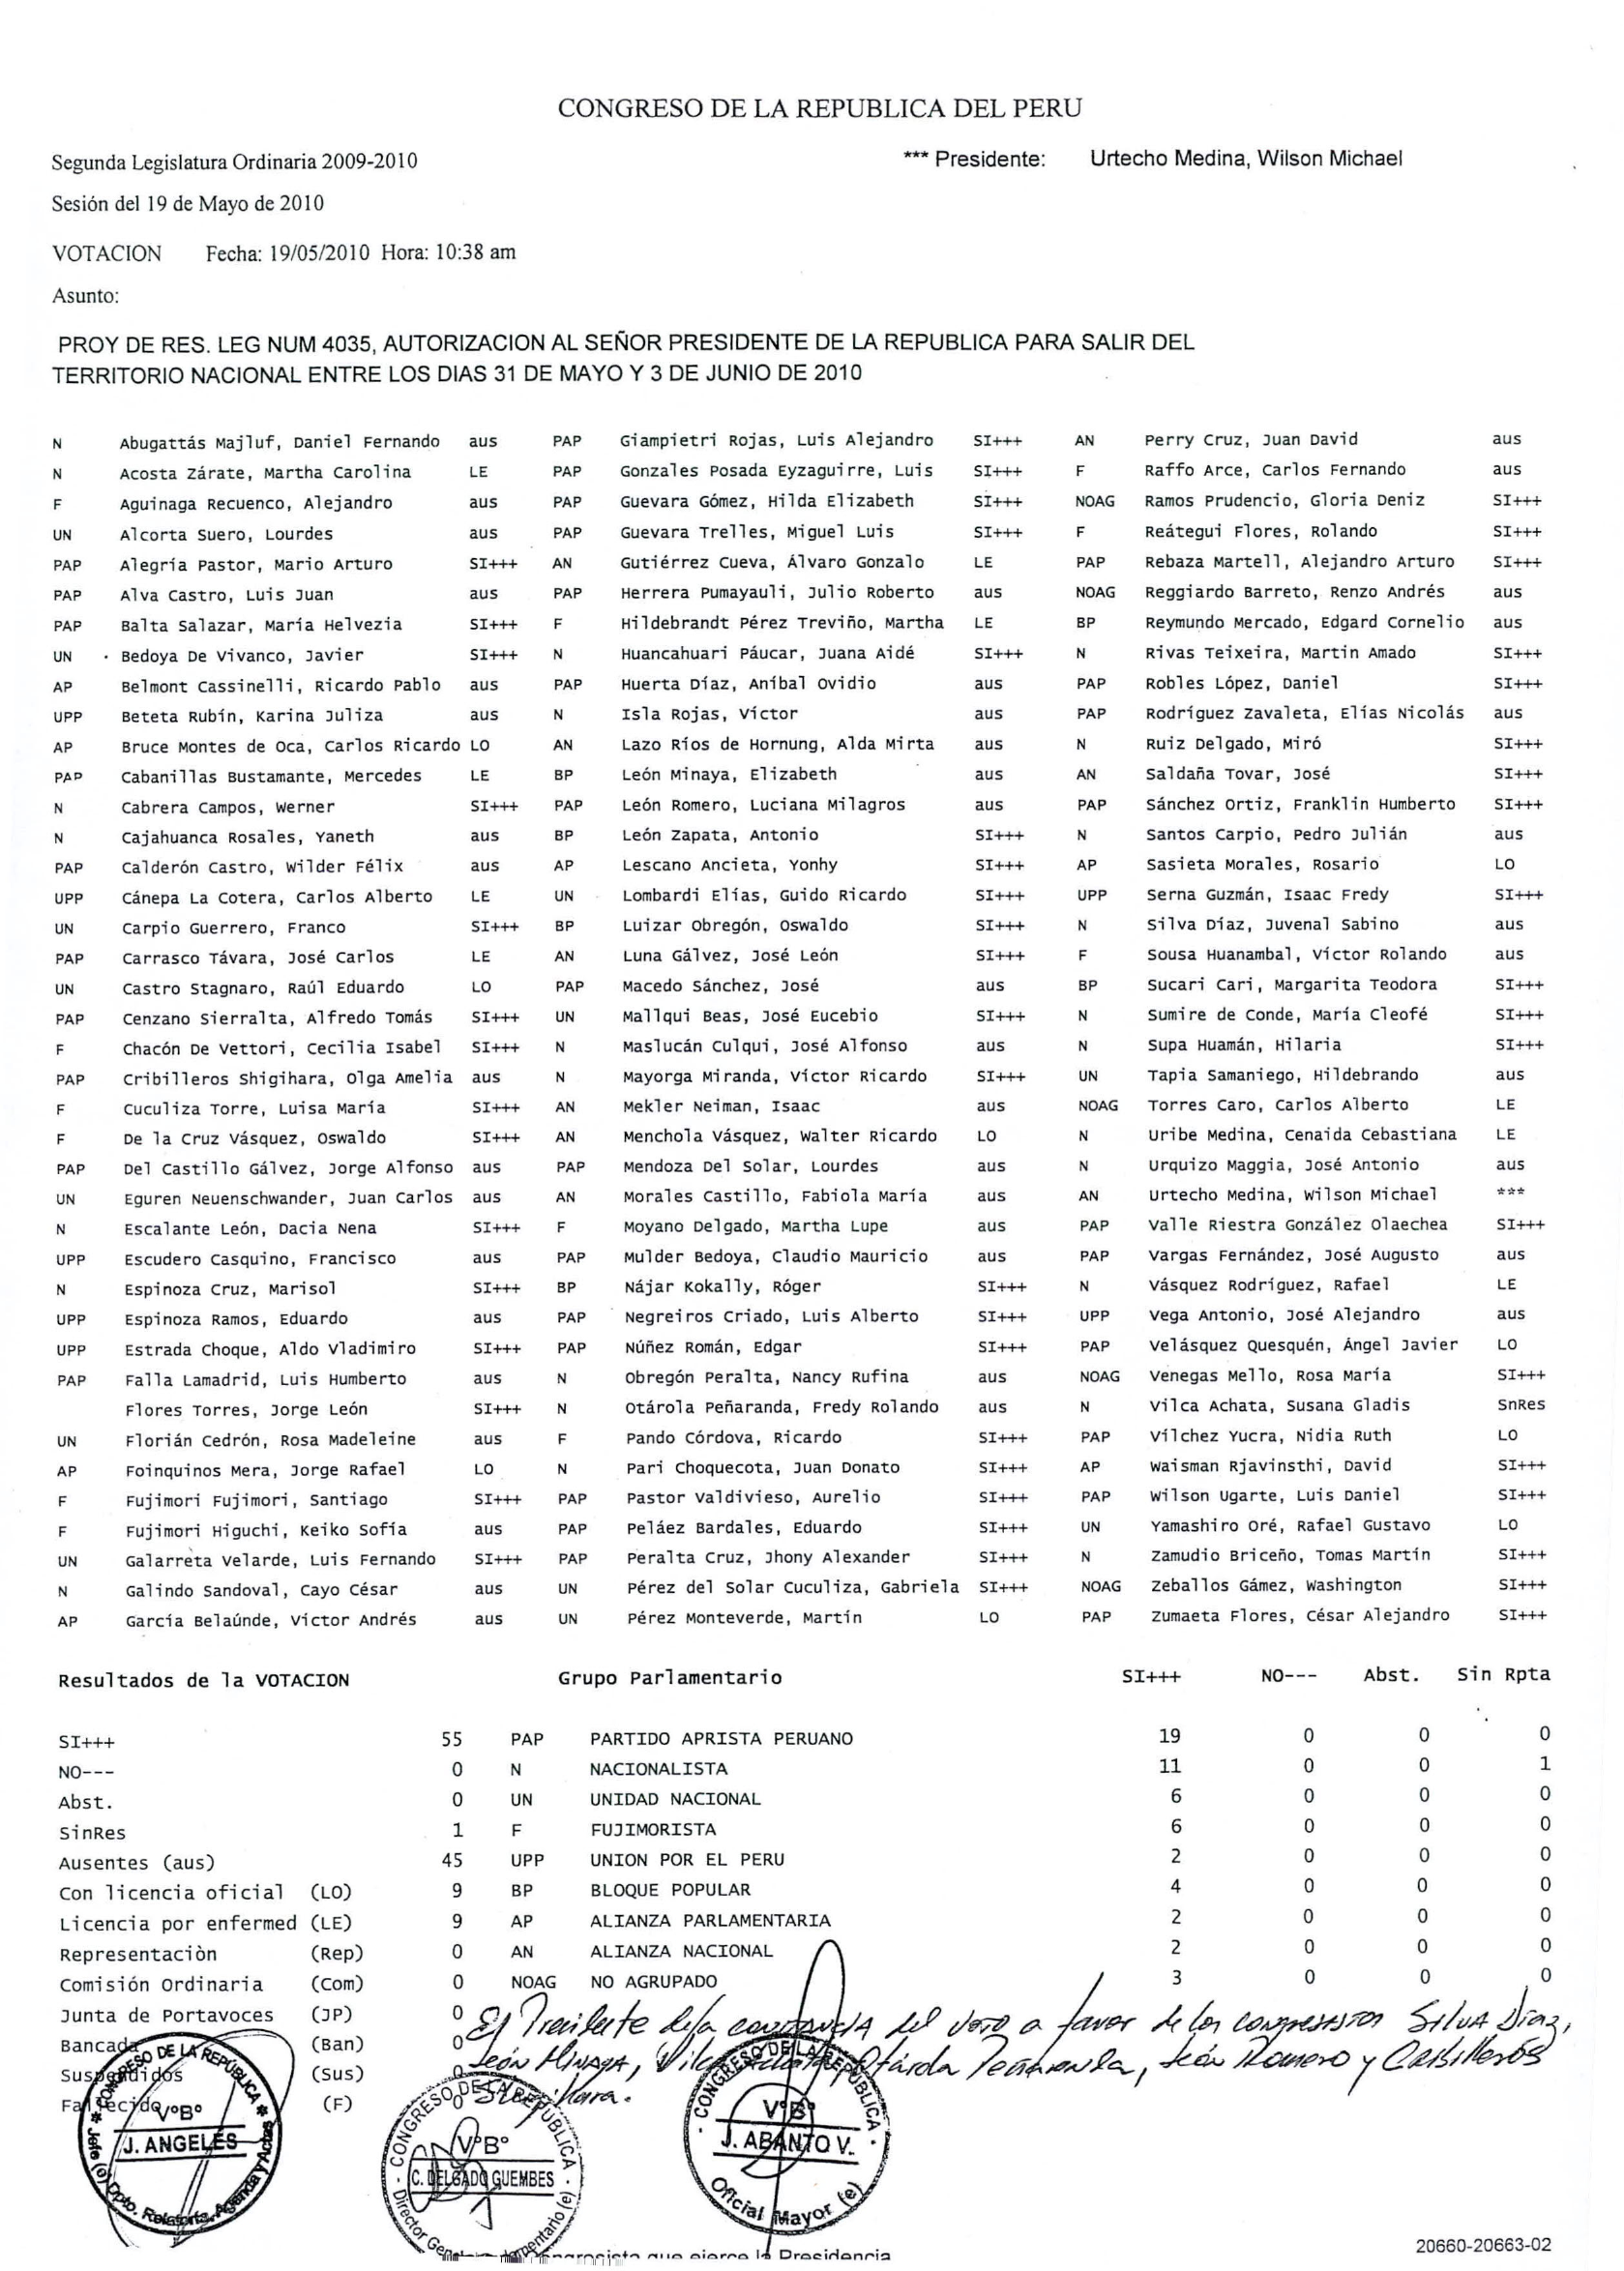 CONGRESO DE LA REPUBLICA DEL PERU
Segunda Legislatura Ordinaria 2009-2010 *** Presidente: Urtecho Medina, Wilson Michael
Sesión del 19 de Mayo de 2010
VOTACION Fecha: 19/05/2010 Hora: 10:38 am
Asunto:
PROY DE RES. LEG NUM 4035, AUTORIZACION AL SEÑOR PRESIDENTE DE LA REPUBLICA PARA SALIR DEL
TERRITORIO NACIONAL ENTRE LOS DIAS 31 DE MAYO Y 3 DE JUNIO DE 2010
N Abugattás Majluf, Daniel Fernando aus PAP Giampietri Rojas, Luis Alejandro SI+++ AN Perry Cruz, Juan David aus
N Acosta Zárate, Martha Carolina LE PAP Gonzales Posada Eyzaguirre, Luis SI+++ F Raffo Arce, Carlos Fernando aus
F Aguinaga Recuenco, Alejandro aus PAP Guevara Gómez, Hilda Elizabeth SI+++ NOAG Ramos Prudencio, Gloria Deniz SI+++
UN Alcorta Suero, Lourdes aus PAP Guevara Trelles, Miguel Luis SI+++ F Reátegui Flores, Rolando SI+++
PAP Alegría Pastor, Mario Arturo SI+++ AN Gutiérrez Cueva, Álvaro Gonzalo LE PAP Rebaza Martell, Alejandro Arturo SI+++
PAP Alva Castro, Luis Juan aus PAP Herrera Pumayauli, Julio Roberto aus NOAG Reggiardo Barreto, Renzo Andrés aus
PAP Balta Salazar, María Helvezia SI+++ F Hildebrandt Pérez Treviño, Martha LE BP Reymundo Mercado, Edgard Cornelio aus
UN Bedoya De Vivanco, Javier SI+++ N Huancahuari Páucar, Juana Aidé SI+++ N Rivas Teixeira, Martin Amado SI+++
AP Belmont Cassinelli, Ricardo Pablo aus PAP Huerta Díaz, Aníbal Ovidio aus PAP Robles López, Daniel SI+++
UPP Beteta Rubín, Karina Juliza aus N Isla Rojas, Víctor aus PAP Rodríguez Zavaleta, Elías Nicolás aus
AP Bruce Montes de Oca, Carlos Ricardo LO AN Lazo Ríos de Hornung, Alda Mirta aus N Ruiz Delgado, Miró SI+++
PAP Cabanillas Bustamante, Mercedes LE BP León Minaya, Elizabeth aus AN Saldaña Tovar, José SI+++
N Cabrera Campos, Werner SI+++ PAP León Romero, Luciana Milagros aus PAP Sánchez Ortiz, Franklin Humberto SI+++
N Cajahuanca Rosales, Yaneth aus BP León Zapata, Antonio SI+++ N Santos Carpio, Pedro Julián aus
PAP Calderón Castro, Wilder Félix aus AP Lescano Ancieta, Yonhy SI+++ AP Sasieta Morales, Rosario LO
UPP Cánepa La Cotera, Carlos Alberto LE UN Lombardi Elías, Guido Ricardo SI+++ UPP Serna Guzmán, Isaac Fredy SI+++
UN Carpio Guerrero, Franco SI+++ BP Luizar Obregón, Oswaldo SI+++ N Silva Díaz, Juvenal Sabino aus
PAP Carrasco Távara, José Carlos LE AN Luna Gálvez, José León SI+++ F Sousa Huanambal, Víctor Rolando aus
UN Castro Stagnaro, Raúl Eduardo LO PAP Macedo Sánchez, José aus BP Sucari Cari, Margarita Teodora SI+++
PAP Cenzano Sierralta, Alfredo Tomás SI+++ UN Mallqui Beas, José Eucebio SI+++ N Sumire de Conde, María Cleofé SI+++
F Chacón De Vettori, Cecilia Isabel SI+++ N Maslucán Culqui, José Alfonso aus N Supa Huamán, Hilaria SI+++
PAP Cribilleros Shigihara, Olga Amelia aus N Mayorga Miranda, Víctor Ricardo SI+++ UN Tapia Samaniego, Hildebrando aus
F Cuculiza Torre, Luisa María SI+++ AN Mekler Neiman, Isaac aus NOAG Torres Caro, Carlos Alberto LE
F De la Cruz Vásquez, Oswaldo SI+++ AN Menchola Vásquez, Walter Ricardo LO N Uribe Medina, Cenaida Cebastiana LE
PAP Del Castillo Gálvez, Jorge Alfonso aus PAP Mendoza Del Solar, Lourdes aus N Urquizo Maggia, José Antonio aus
UN Eguren Neuenschwander, Juan Carlos aus AN Morales Castillo, Fabiola María aus AN Urtecho Medina, Wilson Michael ***
N Escalante León, Dacia Nena SI+++ F Moyano Delgado, Martha Lupe aus PAP Valle Riestra González Olaechea SI+++
UPP Escudero Casquino, Francisco aus PAP Mulder Bedoya, Claudio Mauricio aus PAP Vargas Fernández, José Augusto aus
N Espinoza Cruz, Marisol SI+++ BP Nájar Kokally, Róger SI+++ N Vásquez Rodríguez, Rafael LE
UPP Espinoza Ramos, Eduardo aus PAP Negreiros Criado, Luis Alberto SI+++ UPP Vega Antonio, José Alejandro aus
UPP Estrada Choque, Aldo Vladimiro SI+++ PAP Núñez Román, Edgar SI+++ PAP Velásquez Quesquén, Ángel Javier LO
PAP Falla Lamadrid, Luis Humberto aus N Obregón Peralta, Nancy Rufina aus NOAG Venegas Mello, Rosa María SI+++
Flores Torres, Jorge León SI+++ N Otárola Peñaranda, Fredy Rolando aus N Vilca Achata, Susana Gladis SnRes
UN Florián Cedrón, Rosa Madeleine aus F Pando Córdova, Ricardo SI+++ PAP Vílchez Yucra, Nidia Ruth LO
AP Foinquinos Mera, Jorge Rafael LO N Pari Choquecota, Juan Donato SI+++ AP Waisman Rjavinsthi, David SI+++
F Fujimori Fujimori, Santiago SI+++ PAP Pastor Valdivieso, Aurelio SI+++ PAP Wilson Ugarte, Luis Daniel SI+++
F Fujimori Higuchi, Keiko Sofía aus PAP Peláez Bardales, Eduardo SI+++ UN Yamashiro Oré, Rafael Gustavo LO
UN Galarreta Velarde, Luis Fernando SI+++ PAP Peralta Cruz, Jhony Alexander SI+++ N Zamudio Briceño, Tomas Martín SI+++
N Galindo Sandoval, Cayo César aus UN Pérez del Solar Cuculiza, Gabriela SI+++ NOAG Zeballos Gámez, Washington SI+++
AP García Belaúnde, Victor Andrés aus UN Pérez Monteverde, Martín LO PAP Zumaeta Flores, César Alejandro SI+++
Resultados de la VOTACION Grupo Parlamentario SI+++ NO--- Abst. Sin Rpta
SI+++ 55 PAP PARTIDO APRISTA PERUANO 19 0 0 0
NO--- 0 N NACIONALISTA 11 0 0 1
Abst. 0 UN UNIDAD NACIONAL 6 0 0 0
SinRes 1 F FUJIMORISTA 6 0 0 0
Ausentes (aus) 45 UPP UNION POR EL PERU 2 0 0 0
Con licencia oficial (LO) 9 BP BLOQUE POPULAR 4 0 0 0
Licencia por enfermed (LE) 9 AP ALIANZA PARLAMENTARIA 2 0 0 0
Representaciòn (Rep) 0 AN ALIANZA NACIONAL 2 0 0 0
Comisión Ordinaria (Com) 0 NOAG NO AGRUPADO 3 0 0 0
Junta de Portavoces (JP) 0
El Presidente deja constancia del voto a favor de los congresistas Silva Díaz,
Bancada (Ban) 0
León Minaya, Vilca Achata, Otárola Peñaranda, León Romero y Cribilleros
Suspendidos (Sus) 0
Shigihara.
Fallecido (F) 0
CONGRESO DE LA REPÚBLICA V°B° J. ANGELES Jefe (e) Dpto. Relatoría, Agenda y Actas
CONGRESO DE LA REPÚBLICA V°B° C. DELGADO GUEMBES Director General Parlamentario (e)
CONGRESO DE LA REPÚBLICA V°B° J. ABANTO V. Oficial Mayor (e)
20660-20663-02
que ejerce la Presidencia